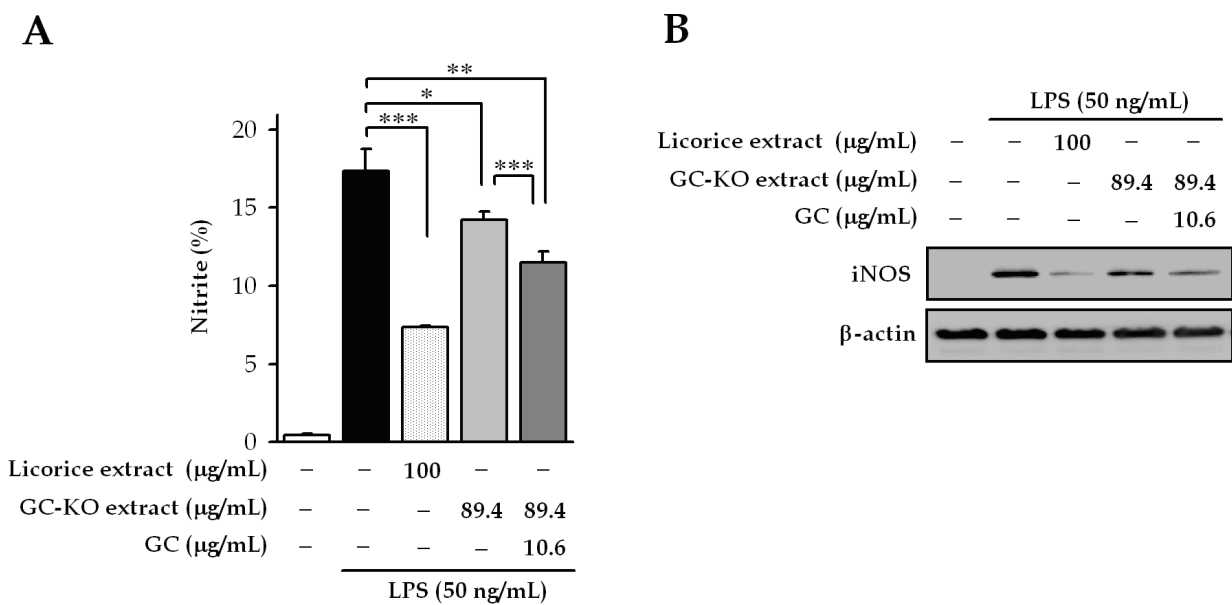 A
**
*
***
***
20
15
10
5
0
Nitrite (%)
Licorice extract (µg/mL) – – 100 – –
GC-KO extract (µg/mL) – – – 89.4 89.4
GC (µg/mL) – – – – 10.6
LPS (50 ng/mL)
B
LPS (50 ng/mL)
Licorice extract (µg/mL) – – 100 – –
GC-KO extract (µg/mL) – – – 89.4 89.4
GC (µg/mL) – – – – 10.6
iNOS
β-actin